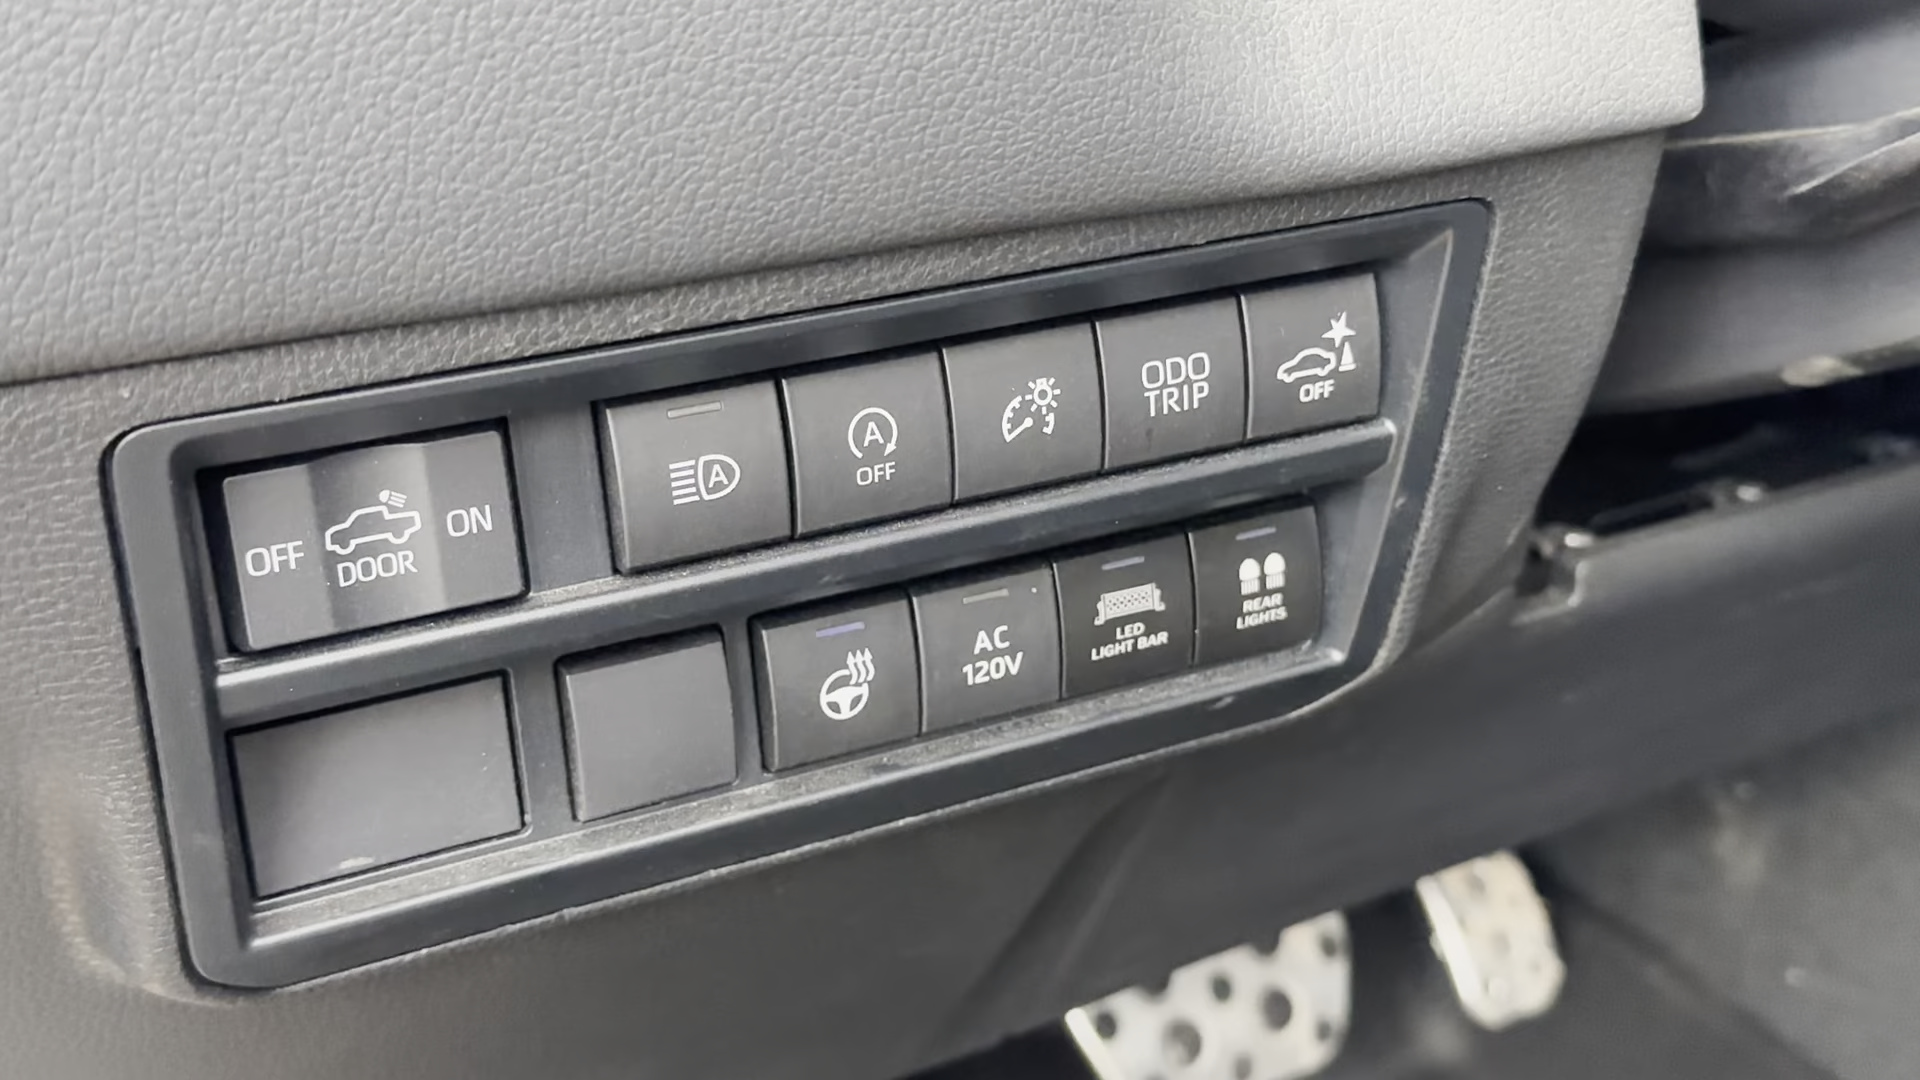 OFF
DOOR
ON
A
A
OFF
ODO
TRIP
OFF
AC
120V
LED
LIGHT BAR
REAR
LIGHTS